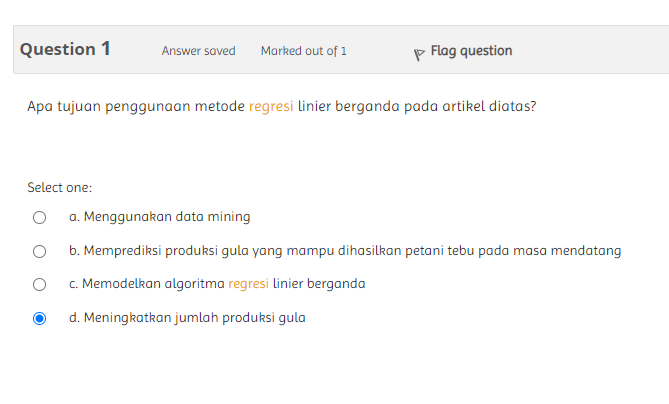 Question 1
Answer saved
Marked out of 1
Flag question
Apa tujuan penggunaan metode regresi linier berganda pada artikel diatas?
Select one:
a. Menggunakan data mining
b. Memprediksi produksi gula yang mampu dihasilkan petani tebu pada masa mendatang
c. Memodelkan algoritma regresi linier berganda
d. Meningkatkan jumlah produksi gula